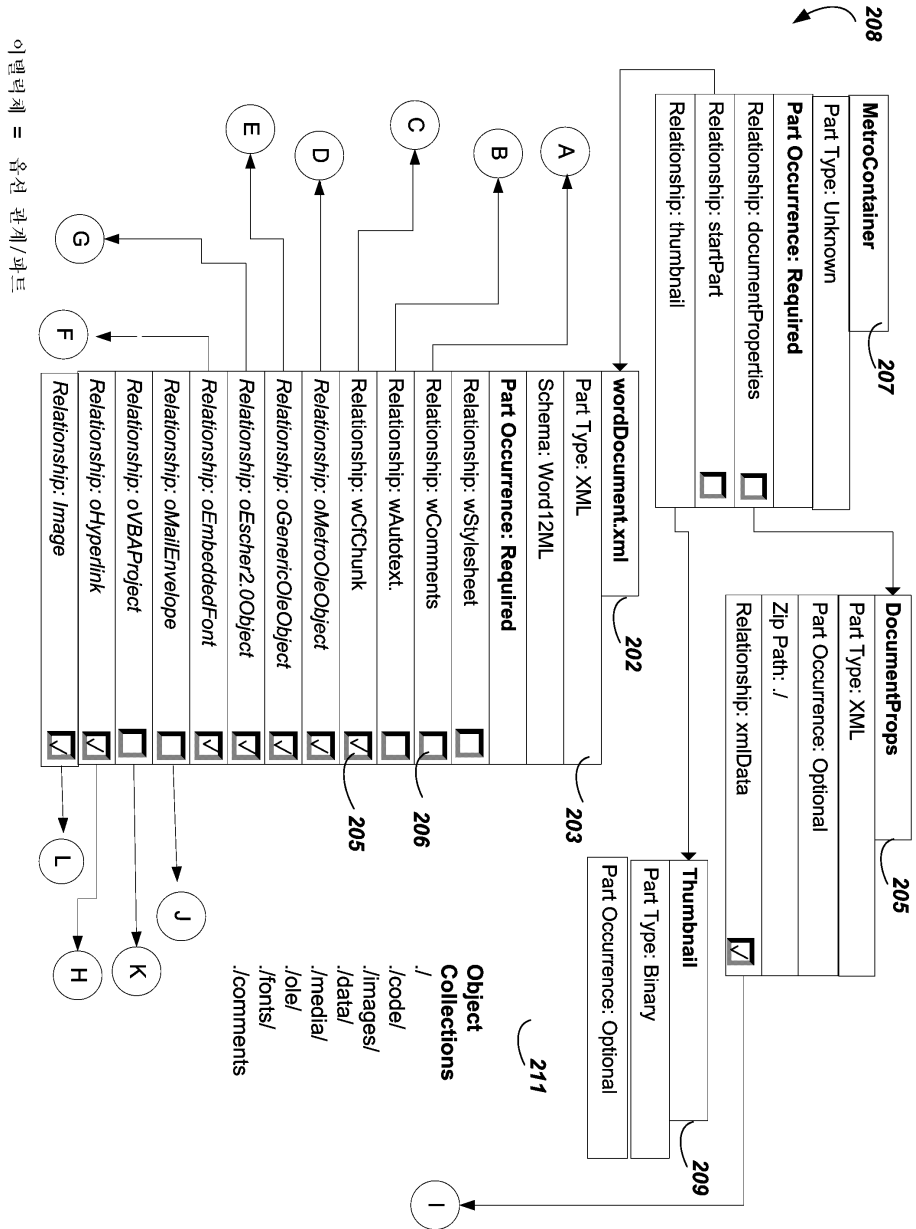 208
MetroContainer
207
Part Type: Unknown
Part Occurrence: Required
Relationship: documentProperties
Relationship: startPart
Relationship: thumbnail
DocumentProps
205
Part Type: XML
Part Occurrence: Optional
Zip Path: ./
Relationship: xmlData
Thumbnail
209
Part Type: Binary
Part Occurrence: Optional
I
wordDocument.xml
202
Part Type: XML
203
Schema: Word12ML
Part Occurrence: Required
Relationship: wStylesheet
Relationship: wComments
206
Relationship: wAutotext.
Relationship: wCfChunk
205
Relationship: oMetroOleObject
Relationship: oGenericOleObject
Relationship: oEscher2.0Object
Relationship: oEmbeddedFont
Relationship: oMailEnvelope
Relationship: oVBAProject
Relationship: oHyperlink
Relationship: Image
A
B
C
D
E
G
F
J
K
H
L
211
Object
Collections
./
./code/
./images/
./data/
./media/
./ole/
./fonts/
./comments
이탤릭체 = 옵션 관계/파트